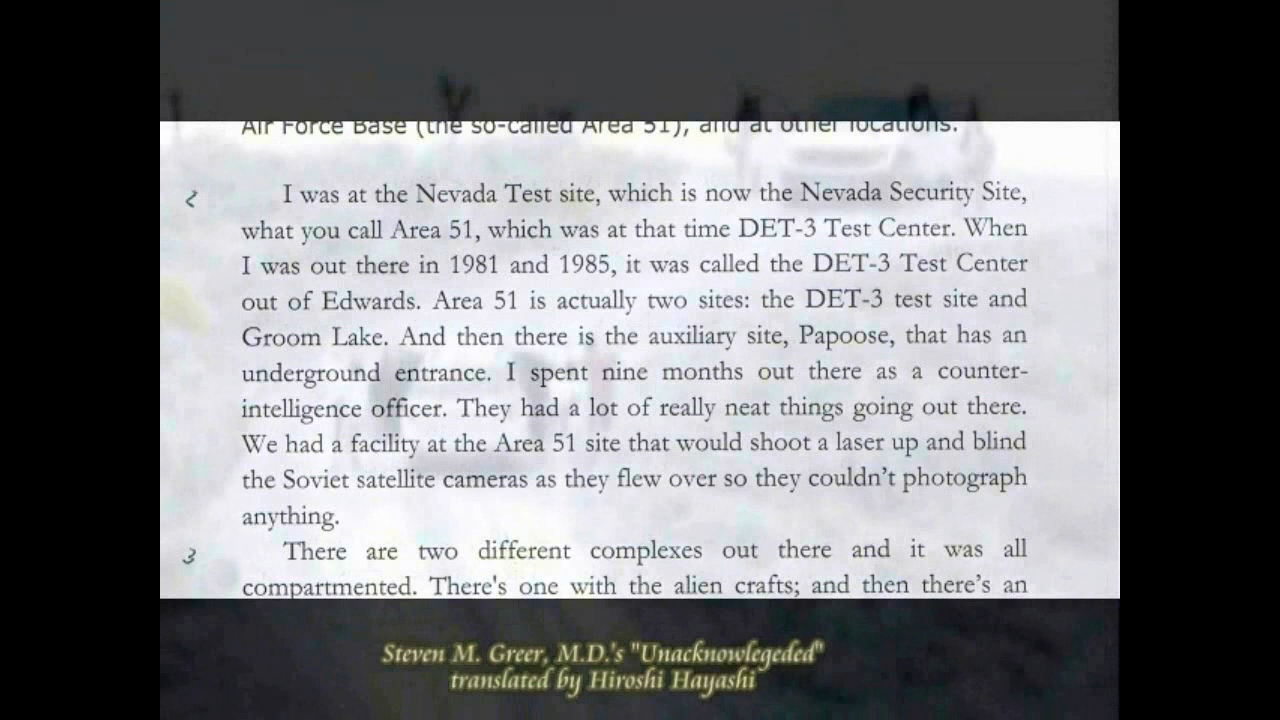 Air Force Base (the so-called Area 51), and at other locations.
2
I was at the Nevada Test site, which is now the Nevada Security Site,
what you call Area 51, which was at that time DET-3 Test Center. When
I was out there in 1981 and 1985, it was called the DET-3 Test Center
out of Edwards. Area 51 is actually two sites: the DET-3 test site and
Groom Lake. And then there is the auxiliary site, Papoose, that has an
underground entrance. I spent nine months out there as a counter-
intelligence officer. They had a lot of really neat things going out there.
We had a facility at the Area 51 site that would shoot a laser up and blind
the Soviet satellite cameras as they flew over so they couldn't photograph
anything.
3
There are two different complexes out there and it was all
compartmented. There's one with the alien crafts; and then there's an
Steven M. Greer, M.D.'s "Unacknowlegeded"
translated by Hiroshi Hayashi